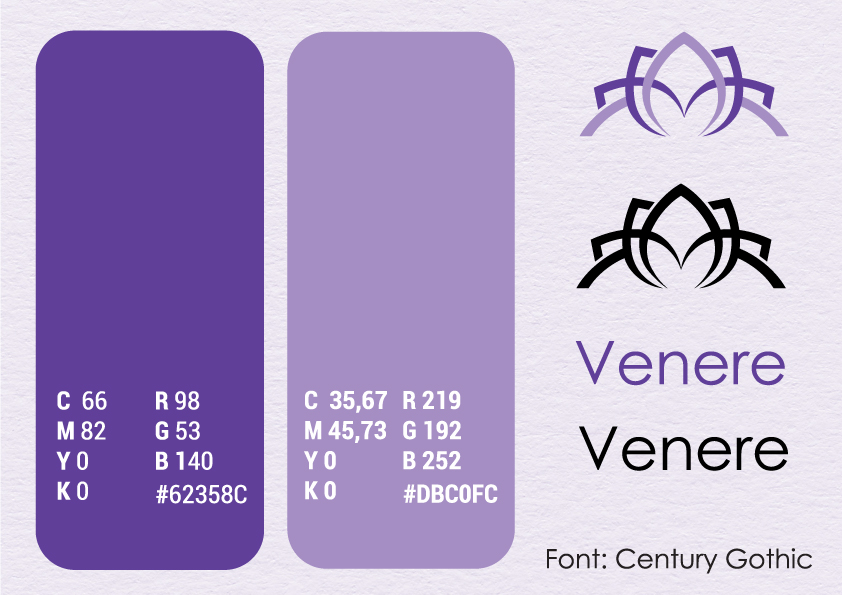 C 66 R 98
M 82 G 53
Y 0 B 140
K 0 #62358C
C 35,67 R 219
M 45,73 G 192
Y 0 B 252
K 0 #DBC0FC
Venere
Venere
Font: Century Gothic